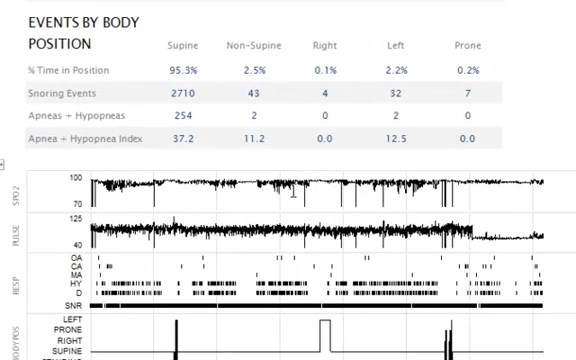 EVENTS BY BODY
POSITION Supine Non-Supine Right Left Prone
% Time in Position 95.3% 2.5% 0.1% 2.2% 0.2%
Snoring Events 2710 43 4 32 7
Apneas + Hypopneas 254 2 0 2 0
Apnea + Hypopnea Index 37.2 11.2 0.0 12.5 0.0
SPO2
100
70
PULSE
125
40
RESP
OA
CA
MA
HY
D
SNR
BODYPOS
LEFT
PRONE
RIGHT
SUPINE